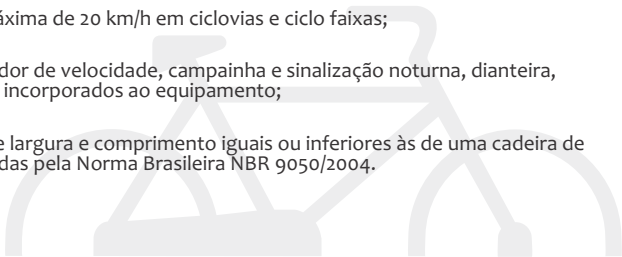 áxima de 20 km/h em ciclovias e ciclo faixas;
dor de velocidade, campainha e sinalização noturna, dianteira,
incorporados ao equipamento;
e largura e comprimento iguais ou inferiores às de uma cadeira de
das pela Norma Brasileira NBR 9050/2004.